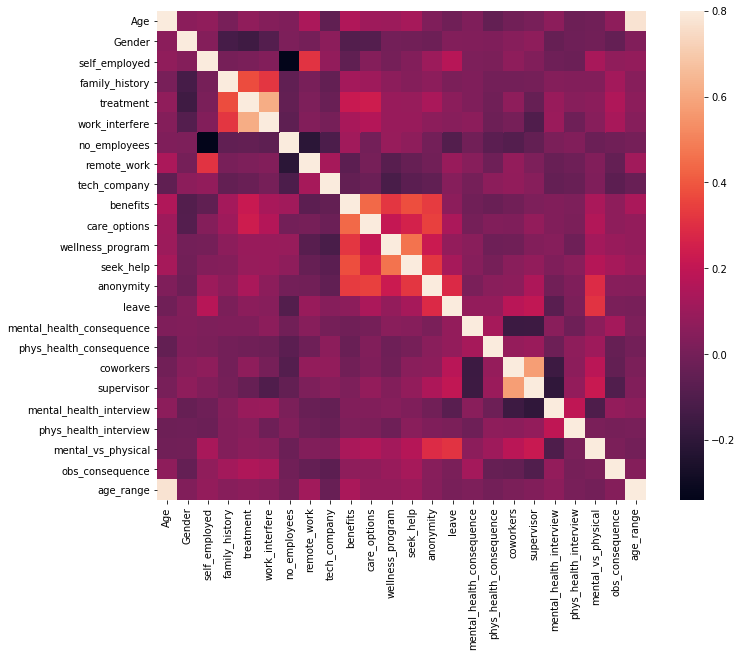 Age
Gender
self_employed
family_history
treatment
work_interfere
no_employees
remote_work
tech_company
benefits
care_options
wellness_program
seek_help
anonymity
leave
mental_health_consequence
phys_health_consequence
coworkers
supervisor
mental_health_interview
phys_health_interview
mental_vs_physical
obs_consequence
age_range
Age
Gender
self_employed
family_history
treatment
work_interfere
no_employees
remote_work
tech_company
benefits
care_options
wellness_program
seek_help
anonymity
leave
mental_health_consequence
phys_health_consequence
coworkers
supervisor
mental_health_interview
phys_health_interview
mental_vs_physical
obs_consequence
age_range
0.8
0.6
0.4
0.2
0.0
−0.2